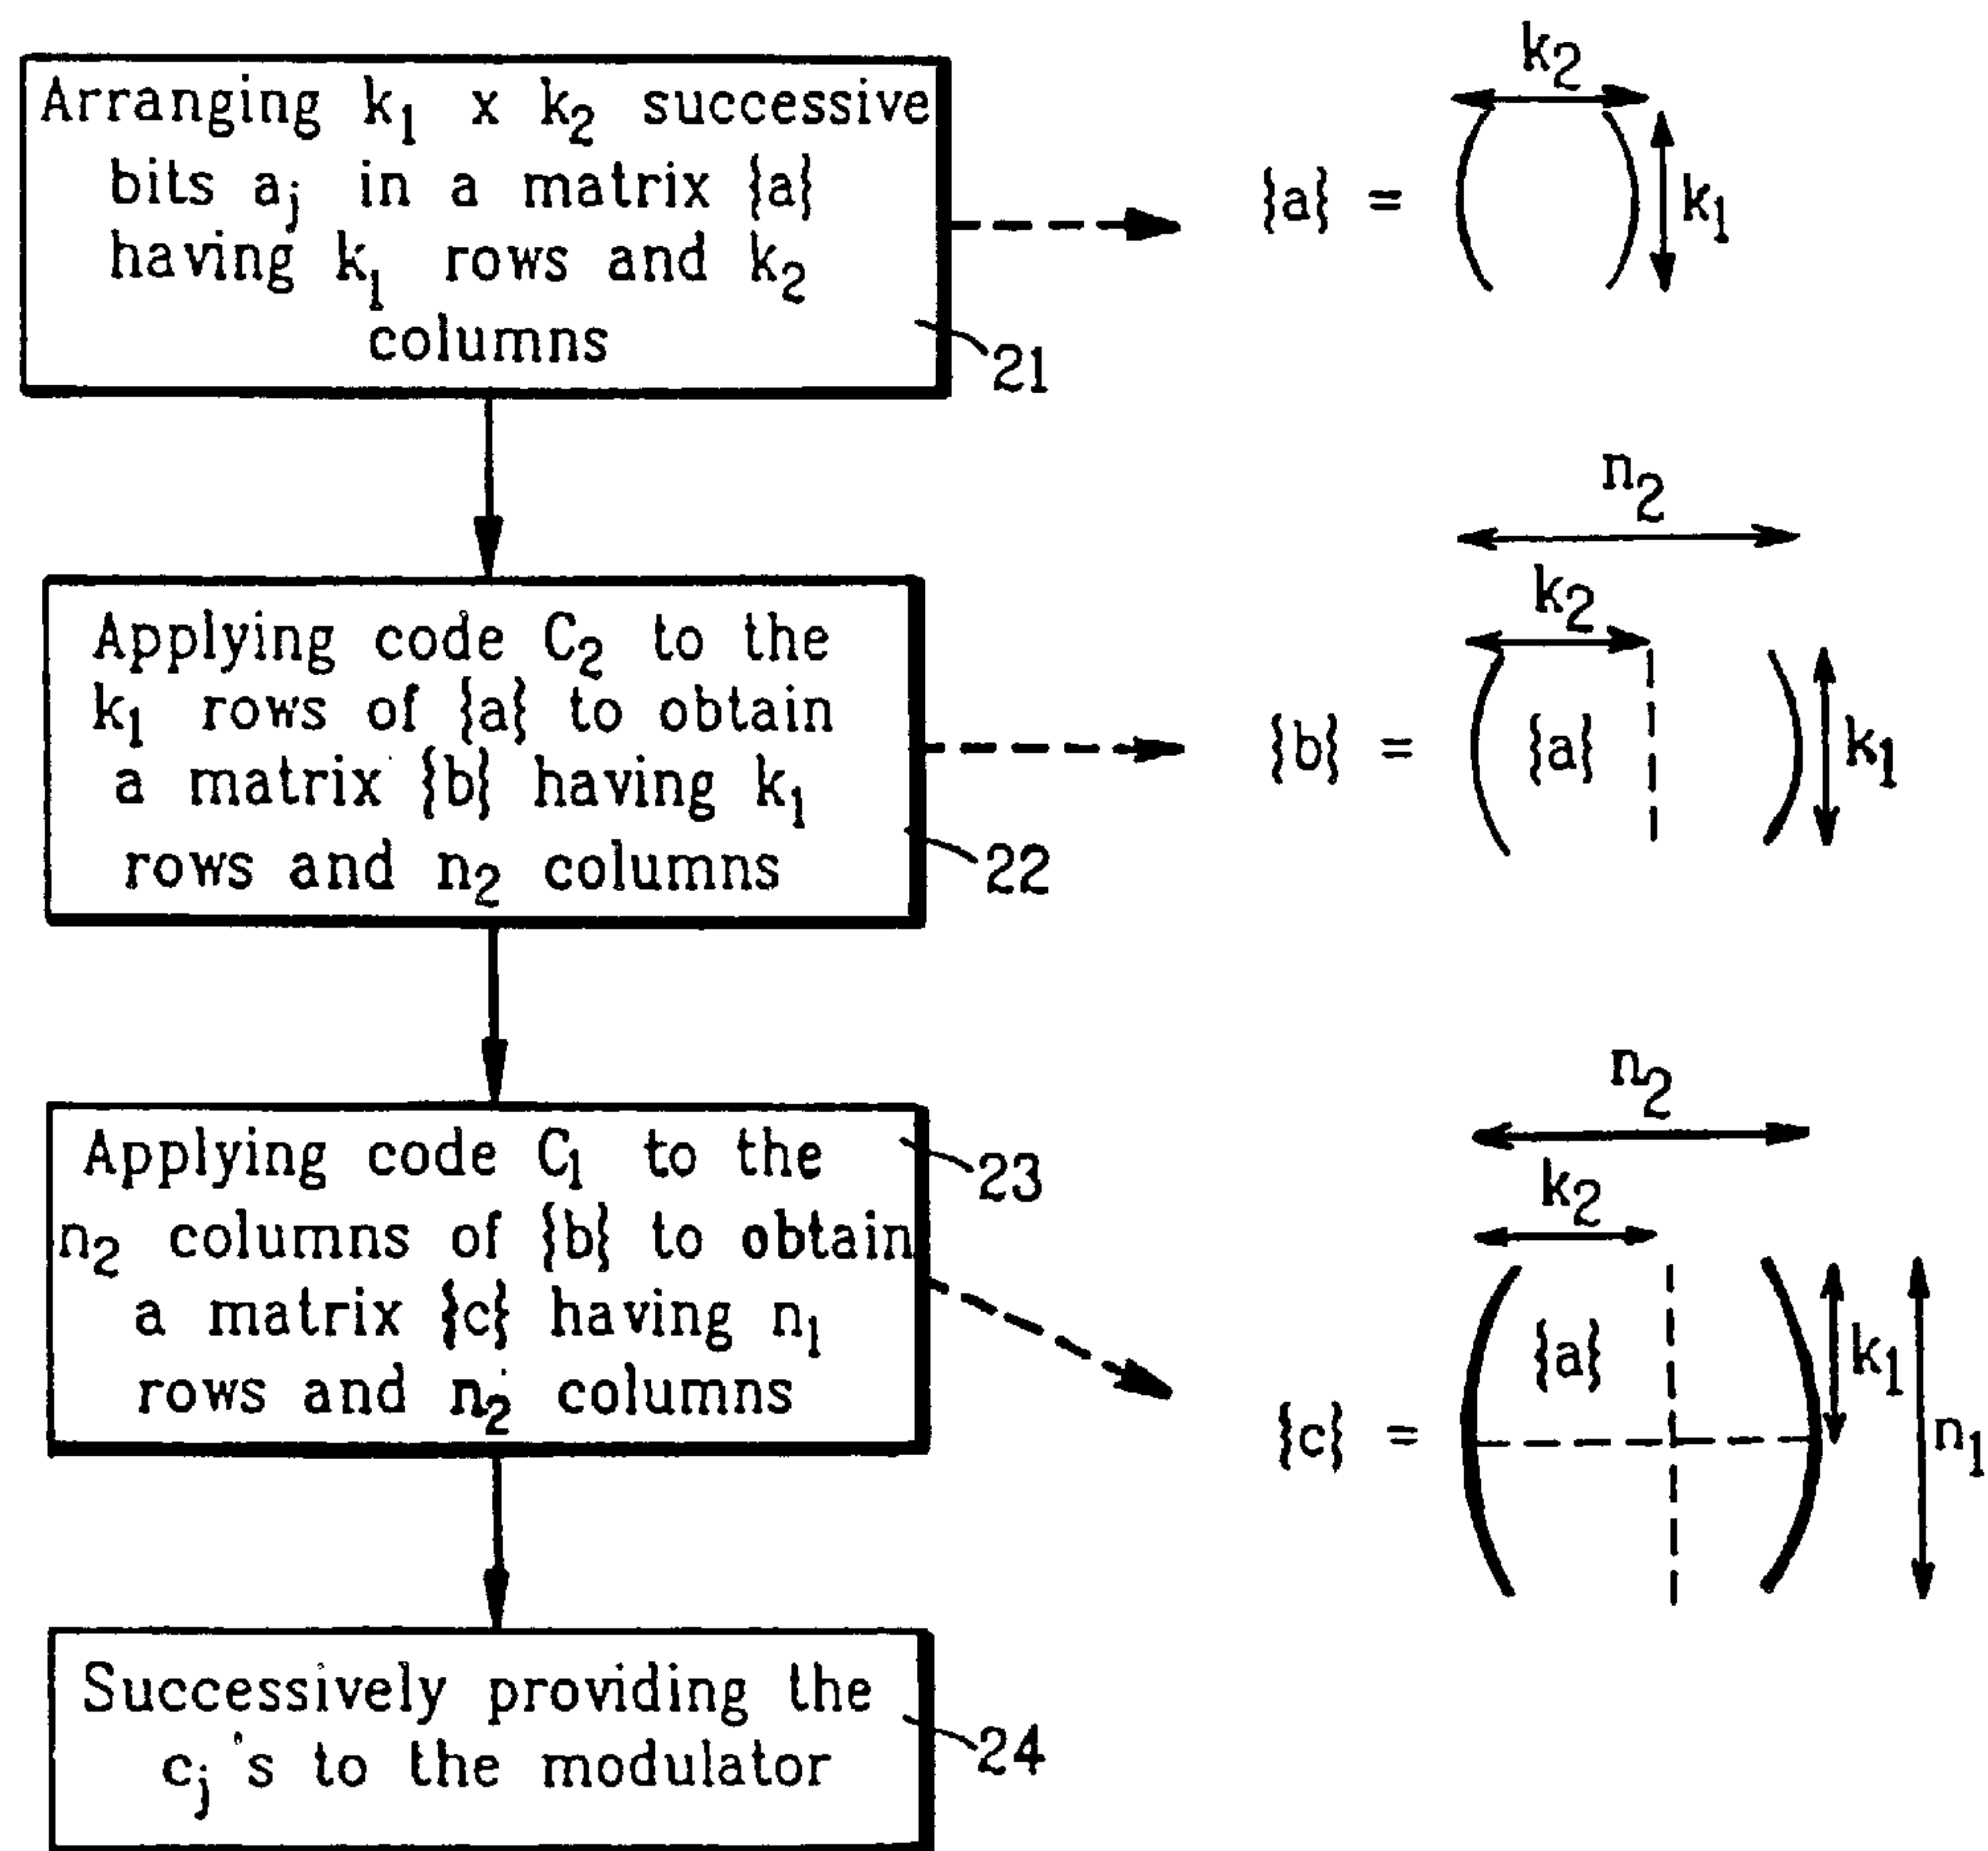 Arranging k₁ x k₂ successive
bits aⱼ in a matrix {a}
having k₁ rows and k₂
columns
21
k₂
{a} =
k₁
Applying code C₂ to the
k₁ rows of {a} to obtain
a matrix {b} having k₁
rows and n₂ columns
22
n₂
k₂
{b} =
{a}
k₁
Applying code C₁ to the
n₂ columns of {b} to obtain
a matrix {c} having n₁
rows and n₂ columns
23
n₂
k₂
{a}
k₁
{c} =
n₁
Successively providing the
cⱼ's to the modulator
24